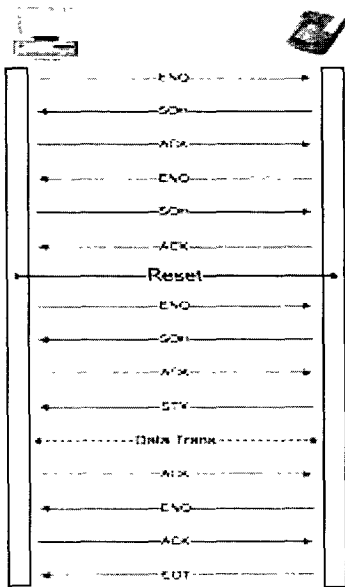 ENQ
SOH
ACK
ENQ
SOH
ACK
Reset
ENQ
SOH
ACK
STX
Data Trans
ACK
ENQ
ACK
EOT